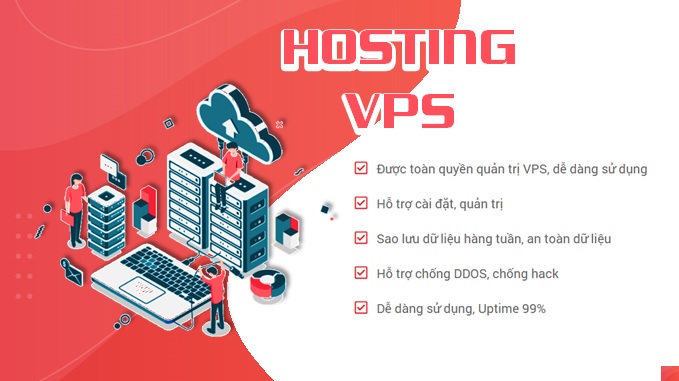 HOSTING
VPS
Được toàn quyền quản trị VPS, dễ dàng sử dụng
Hỗ trợ cài đặt, quản trị
Sao lưu dữ liệu hàng tuần, an toàn dữ liệu
Hỗ trợ chống DDOS, chống hack
Dễ dàng sử dụng, Uptime 99%